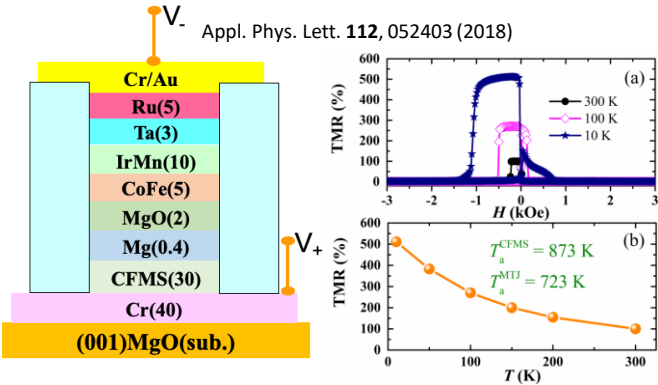 V-
Appl. Phys. Lett. 112, 052403 (2018)
Cr/Au
Ru(5)
Ta(3)
IrMn(10)
CoFe(5)
MgO(2)
Mg(0.4)
CFMS(30)
Cr(40)
(001)MgO(sub.)
V+
(a)
TMR (%)
600
500
400
300
200
100
0
300 K
100 K
10 K
-3 -2 -1 0 1 2 3
H (kOe)
(b)
TMR (%)
600
500
400
300
200
100
0
T_a^CFMS = 873 K
T_a^MTJ = 723 K
0 50 100 150 200 250 300
T (K)